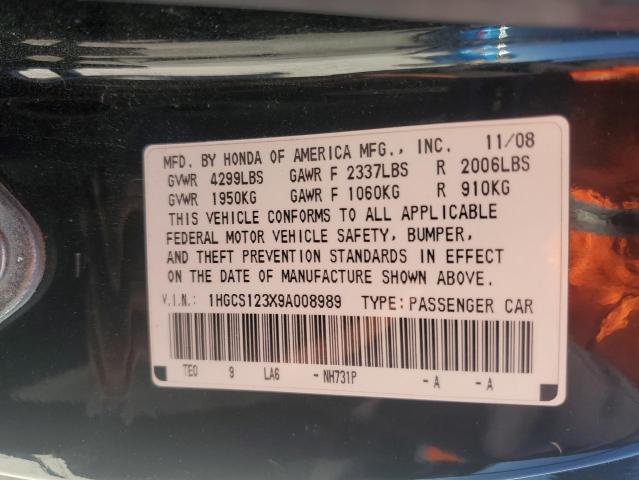 MFD. BY HONDA OF AMERICA MFG., INC. 11/08
GVWR 4299LBS GAWR F 2337LBS R 2006LBS
GVWR 1950KG GAWR F 1060KG R 910KG
THIS VEHICLE CONFORMS TO ALL APPLICABLE
FEDERAL MOTOR VEHICLE SAFETY, BUMPER,
AND THEFT PREVENTION STANDARDS IN EFFECT
ON THE DATE OF MANUFACTURE SHOWN ABOVE.
V.I.N.: 1HGCS123X9A008989 TYPE: PASSENGER CAR
TE0 9 LA6 -NH731P -A -A